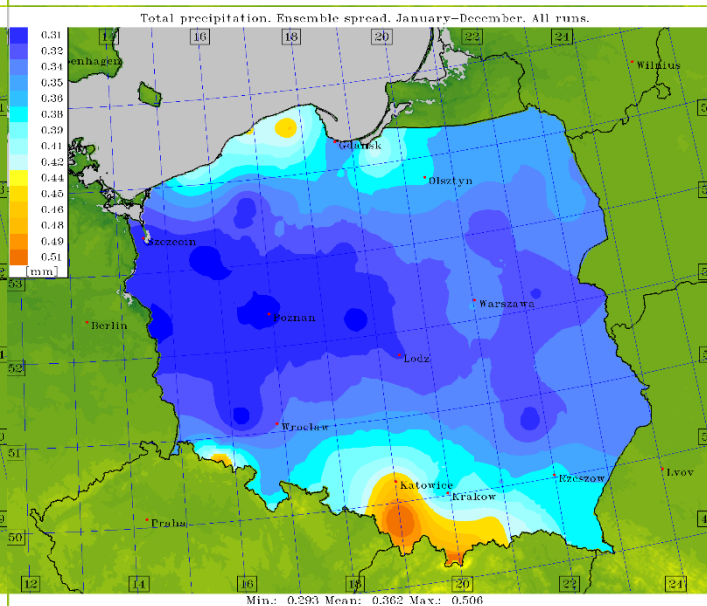 Total precipitation. Ensemble spread. January-December. All runs.
14 16 18 20 22 24
0.31
0.32
0.34
0.35
0.36
0.38
0.39
0.41
0.42
0.44
0.45
0.46
0.48
0.49
0.51
[mm]
enhagen
Wilnius
Gdansk
Olsztyn
Szczecin
Warszawa
Poznan
Berlin
Lodz
Wroclaw
Katowice
Krakow
Rzeszow
Lvov
Praha
53
52
51
50
12 14 16 18 20 22 24
Min.: 0.293 Mean: 0.362 Max.: 0.506